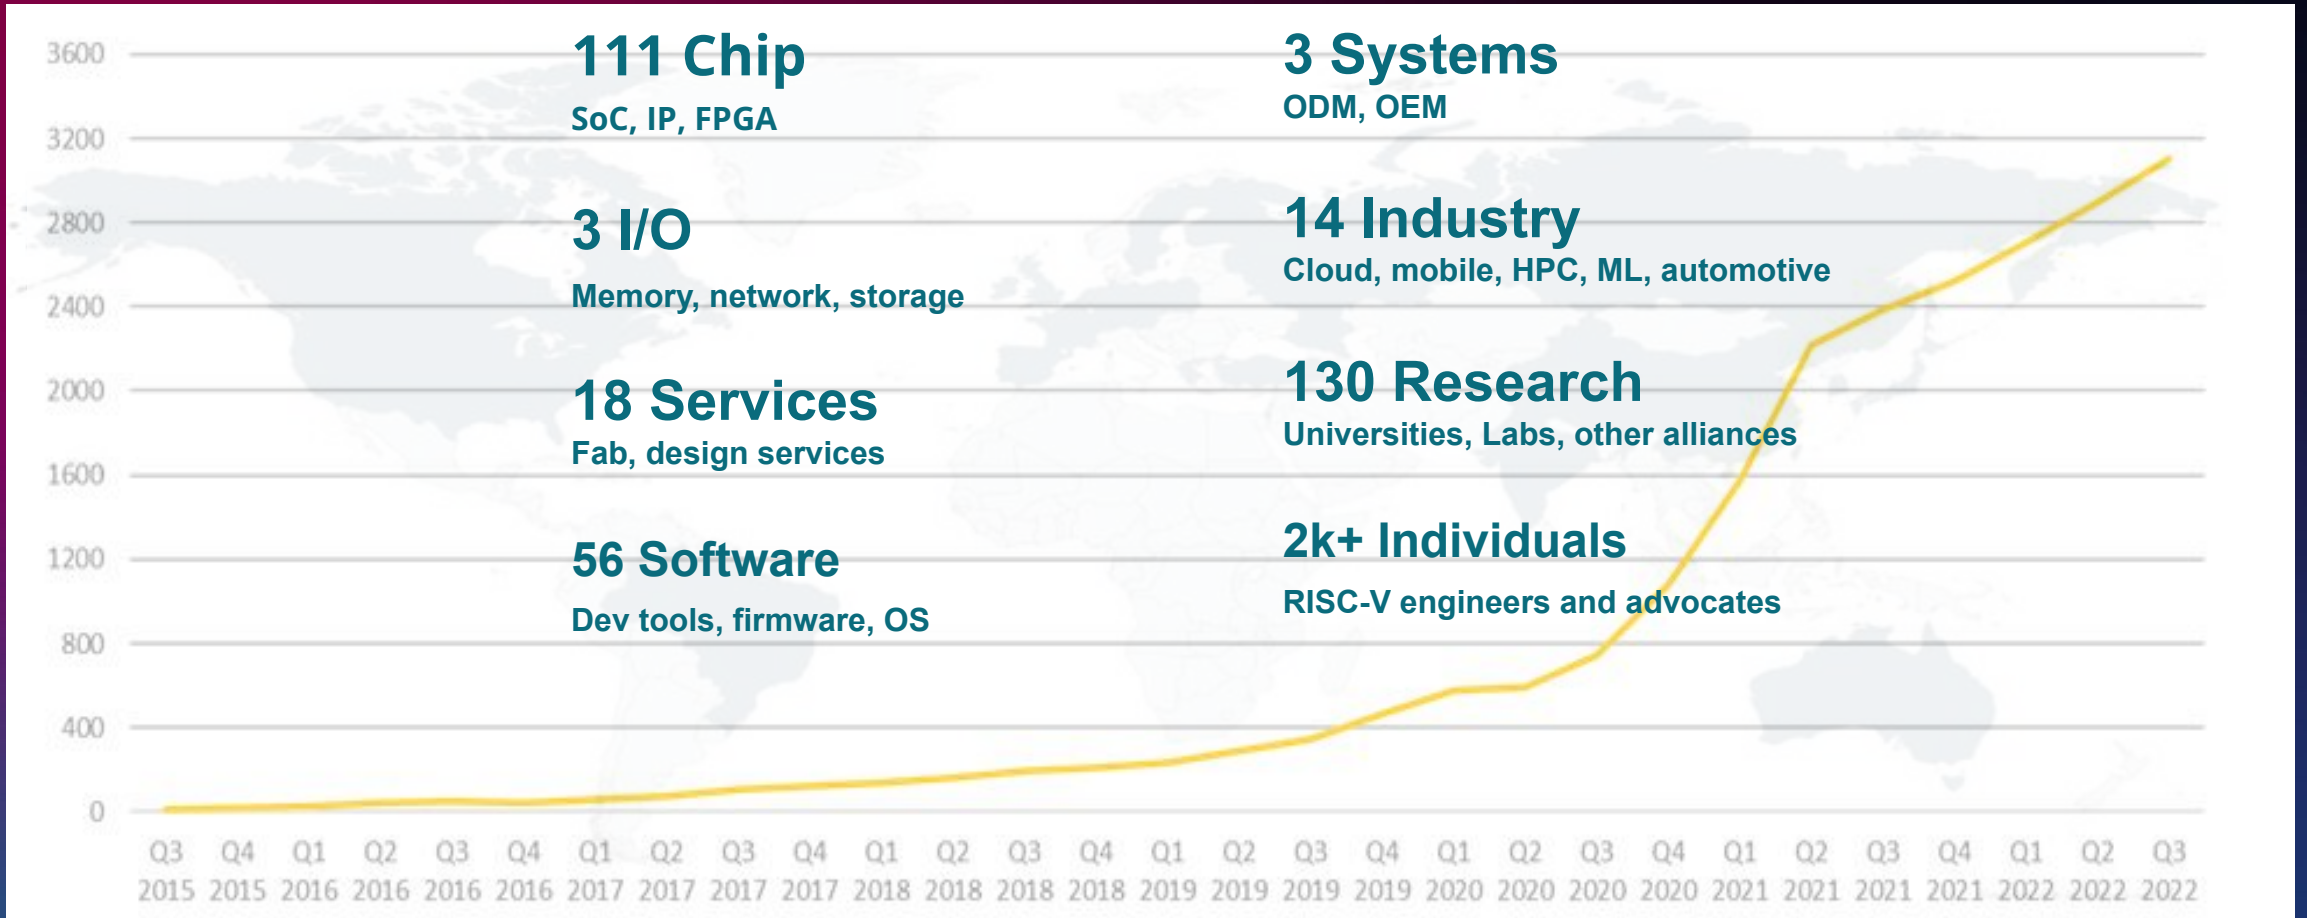 111 Chip
SoC, IP, FPGA
3 I/O
Memory, network, storage
18 Services
Fab, design services
56 Software
Dev tools, firmware, OS
3 Systems
ODM, OEM
14 Industry
Cloud, mobile, HPC, ML, automotive
130 Research
Universities, Labs, other alliances
2k+ Individuals
RISC-V engineers and advocates
3600
3200
2800
2400
2000
1600
1200
800
400
0
Q3 Q4 Q1 Q2 Q3 Q4 Q1 Q2 Q3 Q4 Q1 Q2 Q3 Q4 Q1 Q2 Q3 Q4 Q1 Q2 Q3 Q4 Q1 Q2 Q3 Q4 Q1 Q2 Q3
2015 2015 2016 2016 2016 2016 2017 2017 2017 2017 2018 2018 2018 2018 2019 2019 2019 2019 2020 2020 2020 2020 2021 2021 2021 2021 2022 2022 2022